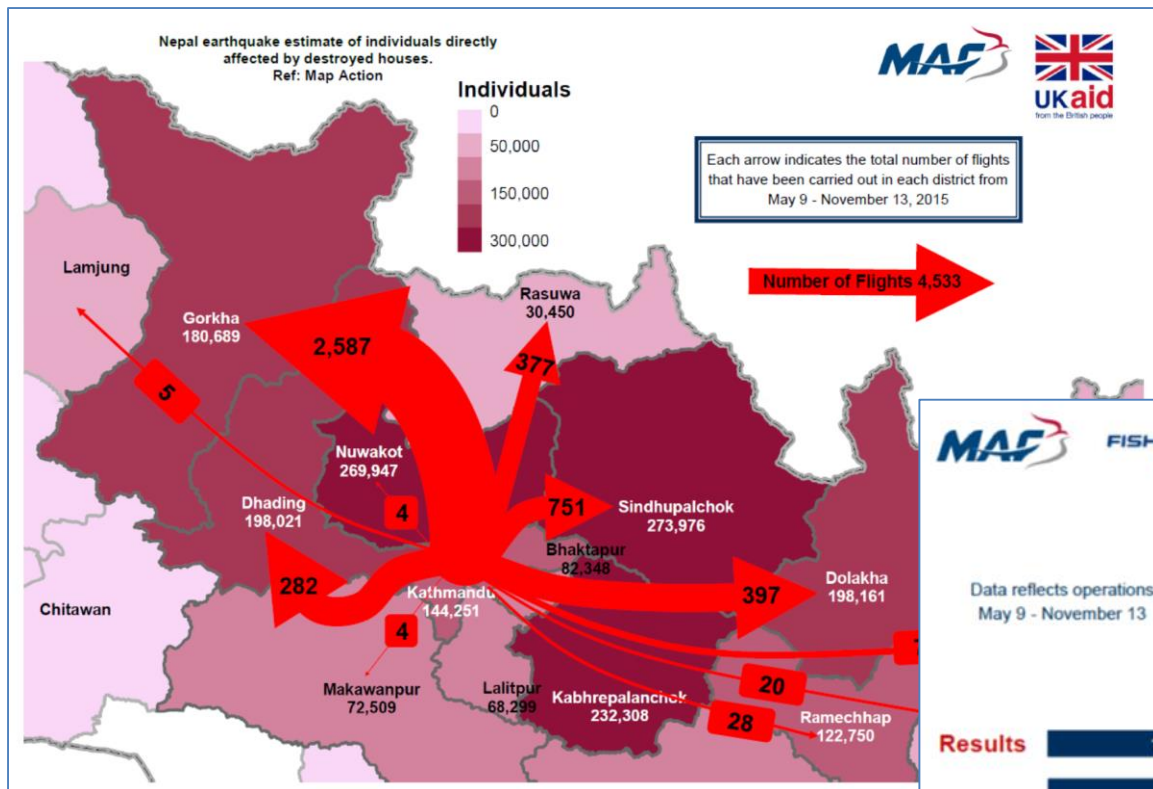 Nepal earthquake estimate of individuals directly
affected by destroyed houses.
Ref: Map Action
MAF
UKaid
from the British people
Individuals
0
50,000
150,000
300,000
Each arrow indicates the total number of flights
that have been carried out in each district from
May 9 - November 13, 2015
Number of Flights 4,533
Lamjung
5
Gorkha
180,689
2,587
Rasuwa
30,450
377
Nuwakot
269,947
4
Dhading
198,021
282
751
Sindhupalchok
273,976
Bhaktapur
82,348
Dolakha
198,161
397
Chitawan
Kathmandu
144,251
4
Makawanpur
72,509
Lalitpur
68,299
Kabhrepalanchok
232,308
20
28
Ramechhap
122,750
MAF
FISH
Data reflects operations
May 9 - November 13
Results